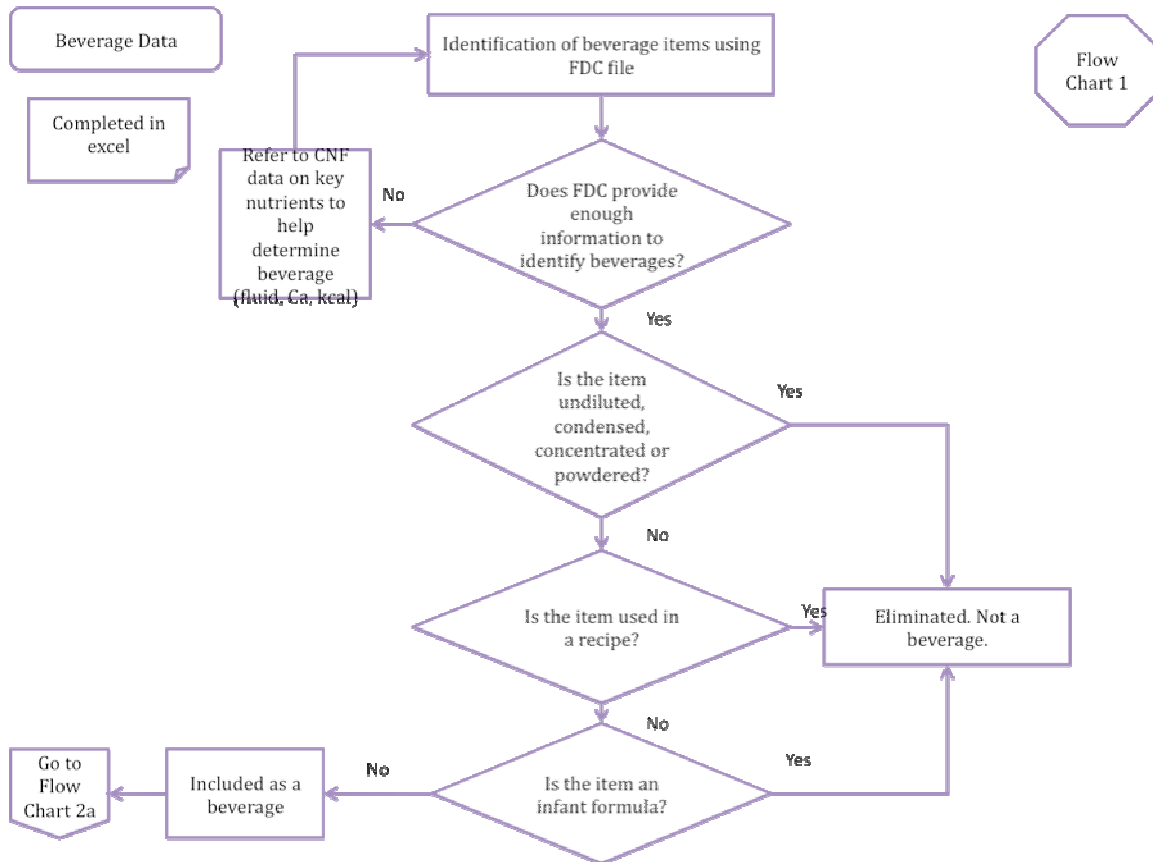 Beverage Data
Identification of beverage items using
FDC file
Flow
Chart 1
Completed in
excel
Refer to CNF
data on key
nutrients to
help
determine
beverage
(fluid, Ca, kcal)
No
Does FDC provide
enough
information to
identify beverages?
Yes
Is the item
undiluted,
condensed,
concentrated or
powdered?
Yes
No
Is the item used in
a recipe?
Yes
Eliminated. Not a
beverage.
No
Is the item an
infant formula?
Yes
No
Included as a
beverage
Go to
Flow
Chart 2a